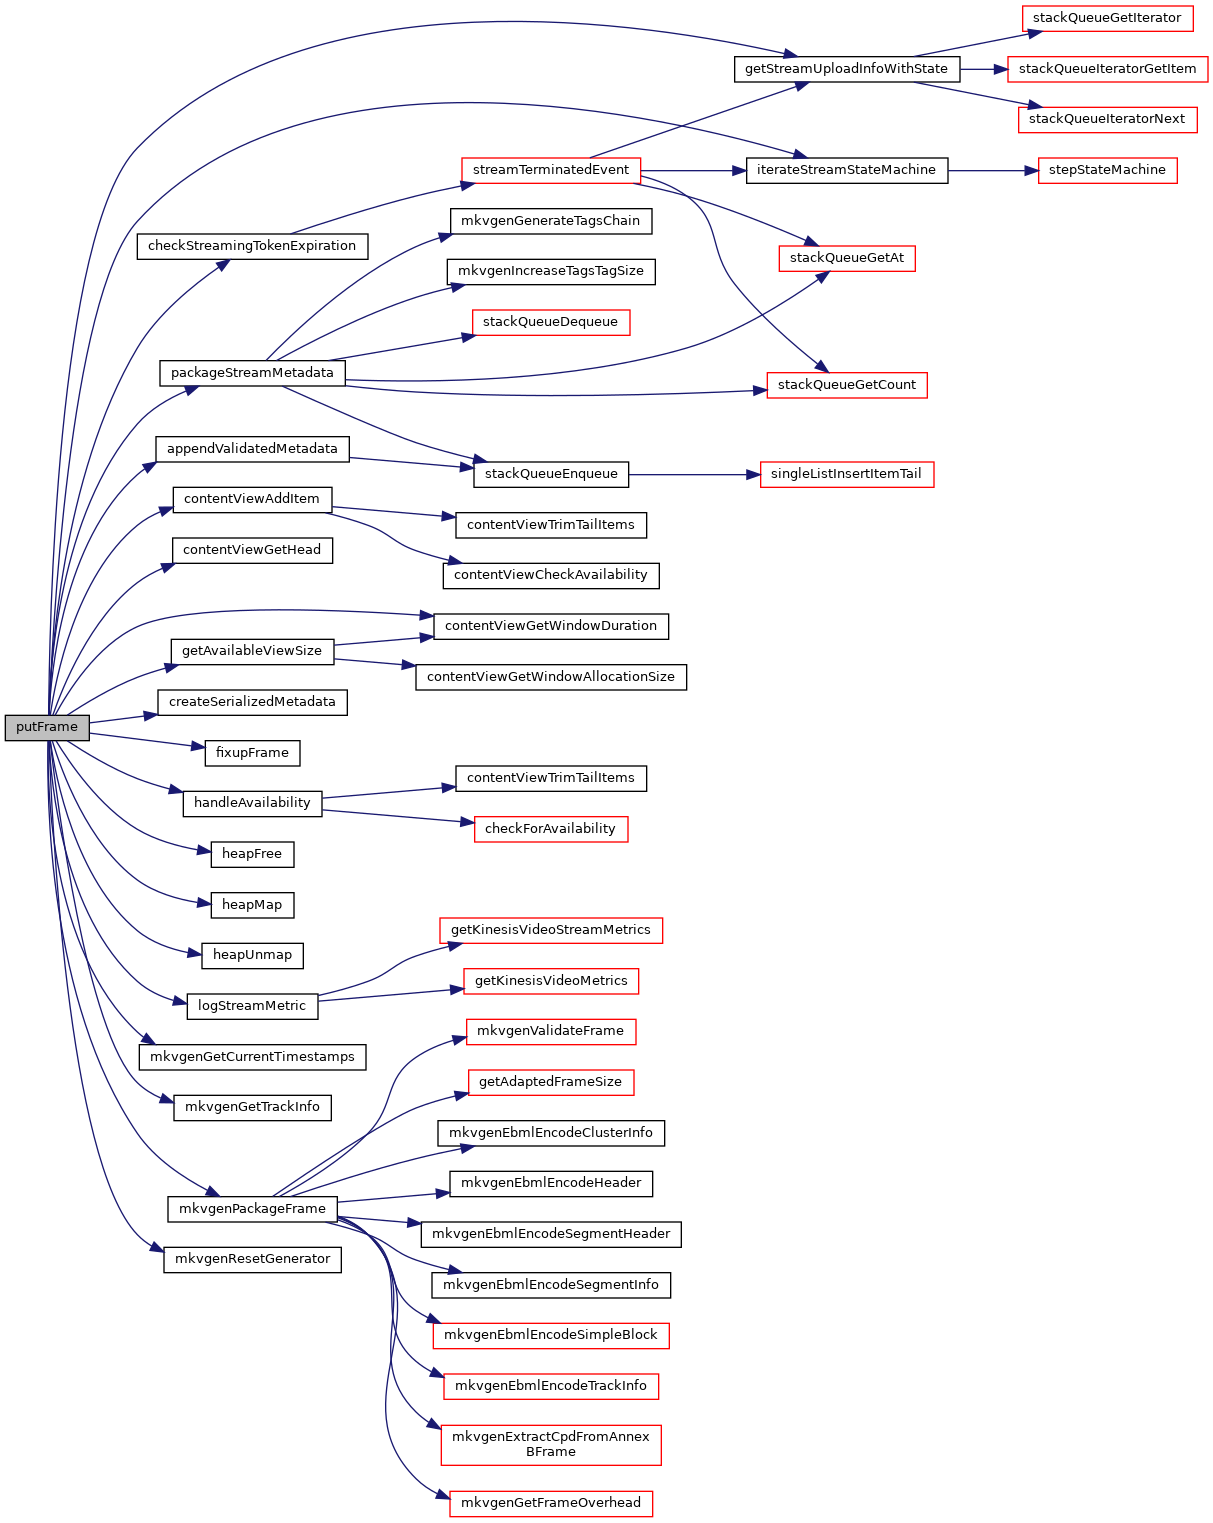 stackQueueGetIterator
getStreamUploadInfoWithState
stackQueueIteratorGetItem
stackQueueIteratorNext
streamTerminatedEvent
iterateStreamStateMachine
stepStateMachine
mkvgenGenerateTagsChain
checkStreamingTokenExpiration
stackQueueGetAt
mkvgenIncreaseTagsTagSize
stackQueueDequeue
packageStreamMetadata
stackQueueGetCount
appendValidatedMetadata
stackQueueEnqueue
singleListInsertItemTail
contentViewAddItem
contentViewTrimTailItems
contentViewGetHead
contentViewCheckAvailability
contentViewGetWindowDuration
getAvailableViewSize
contentViewGetWindowAllocationSize
createSerializedMetadata
putFrame
fixupFrame
contentViewTrimTailItems
handleAvailability
checkForAvailability
heapFree
heapMap
getKinesisVideoStreamMetrics
heapUnmap
getKinesisVideoMetrics
logStreamMetric
mkvgenValidateFrame
mkvgenGetCurrentTimestamps
getAdaptedFrameSize
mkvgenGetTrackInfo
mkvgenEbmlEncodeClusterInfo
mkvgenEbmlEncodeHeader
mkvgenPackageFrame
mkvgenEbmlEncodeSegmentHeader
mkvgenResetGenerator
mkvgenEbmlEncodeSegmentInfo
mkvgenEbmlEncodeSimpleBlock
mkvgenEbmlEncodeTrackInfo
mkvgenExtractCpdFromAnnex
BFrame
mkvgenGetFrameOverhead